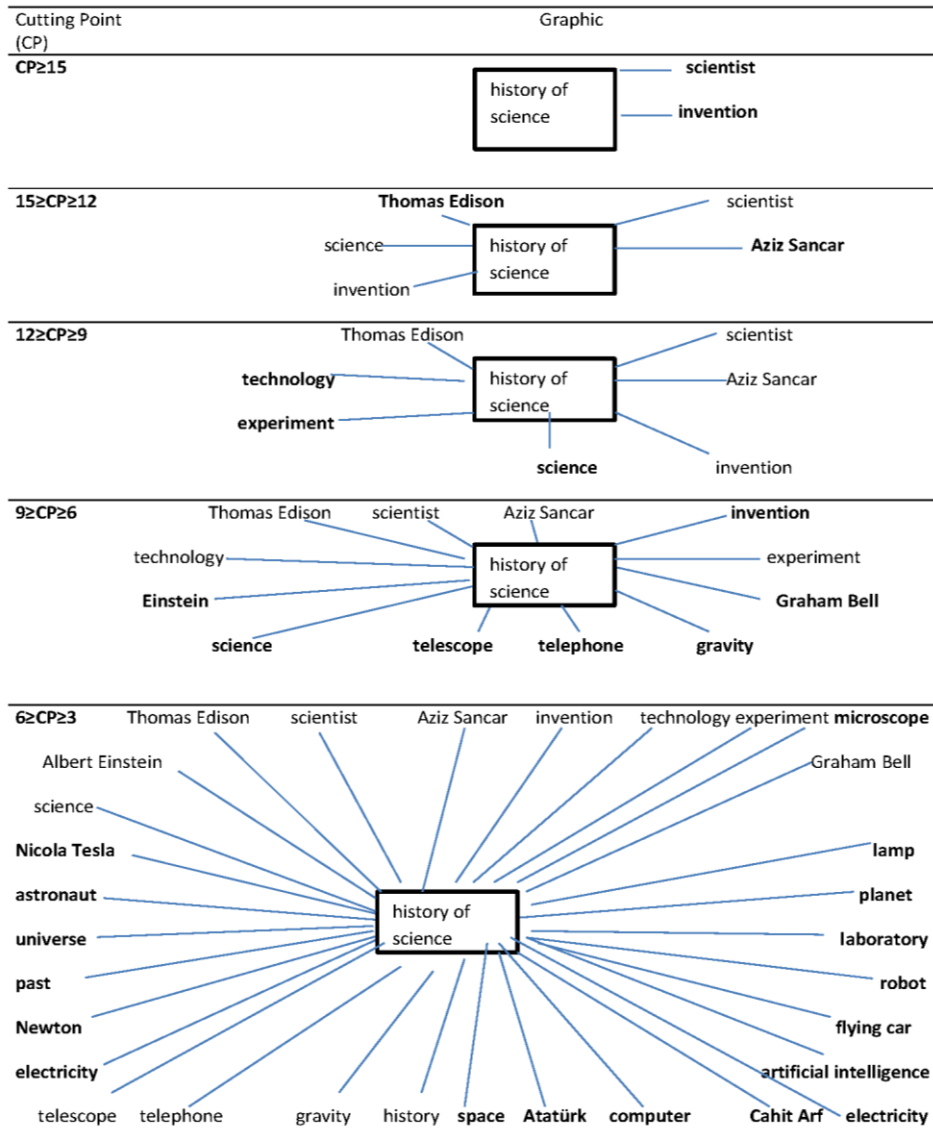 Cutting Point Graphic
(CP)
CP≥15
scientist
history of
science
invention
15≥CP≥12
Thomas Edison scientist
science history of Aziz Sancar
science
invention
12≥CP≥9
Thomas Edison scientist
technology history of Aziz Sancar
science
experiment
science invention
9≥CP≥6
Thomas Edison scientist Aziz Sancar invention
technology history of experiment
science
Einstein Graham Bell
science telescope telephone gravity
6≥CP≥3 Thomas Edison scientist Aziz Sancar invention technology experiment microscope
Albert Einstein Graham Bell
science
Nicola Tesla lamp
astronaut planet
history of
universe science laboratory
past robot
Newton flying car
electricity artificial intelligence
telescope telephone gravity history space Atatürk computer Cahit Arf electricity